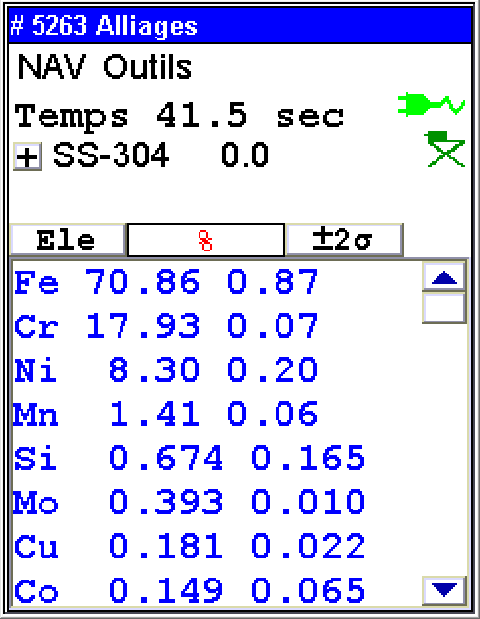 # 5263 Alliages
NAV Outils
Temps 41.5 sec
+ SS-304 0.0
Ele % ±2σ
Fe 70.86 0.87
Cr 17.93 0.07
Ni 8.30 0.20
Mn 1.41 0.06
Si 0.674 0.165
Mo 0.393 0.010
Cu 0.181 0.022
Co 0.149 0.065